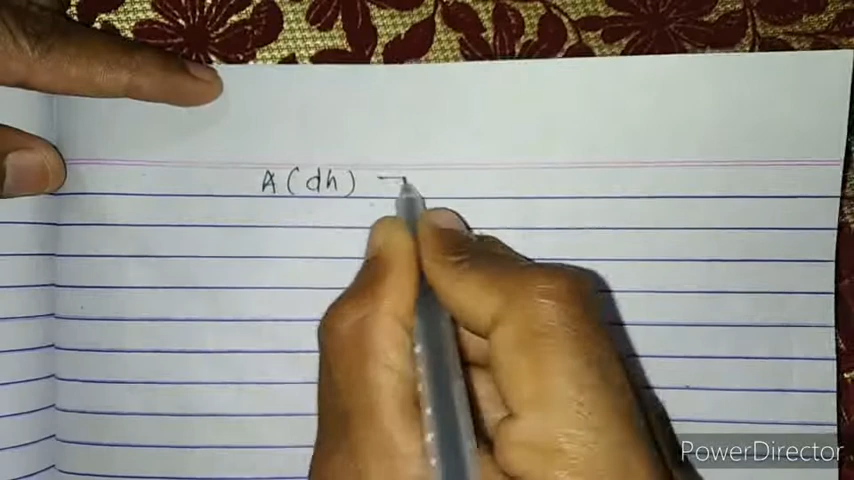 A (dh) —
PowerDirector